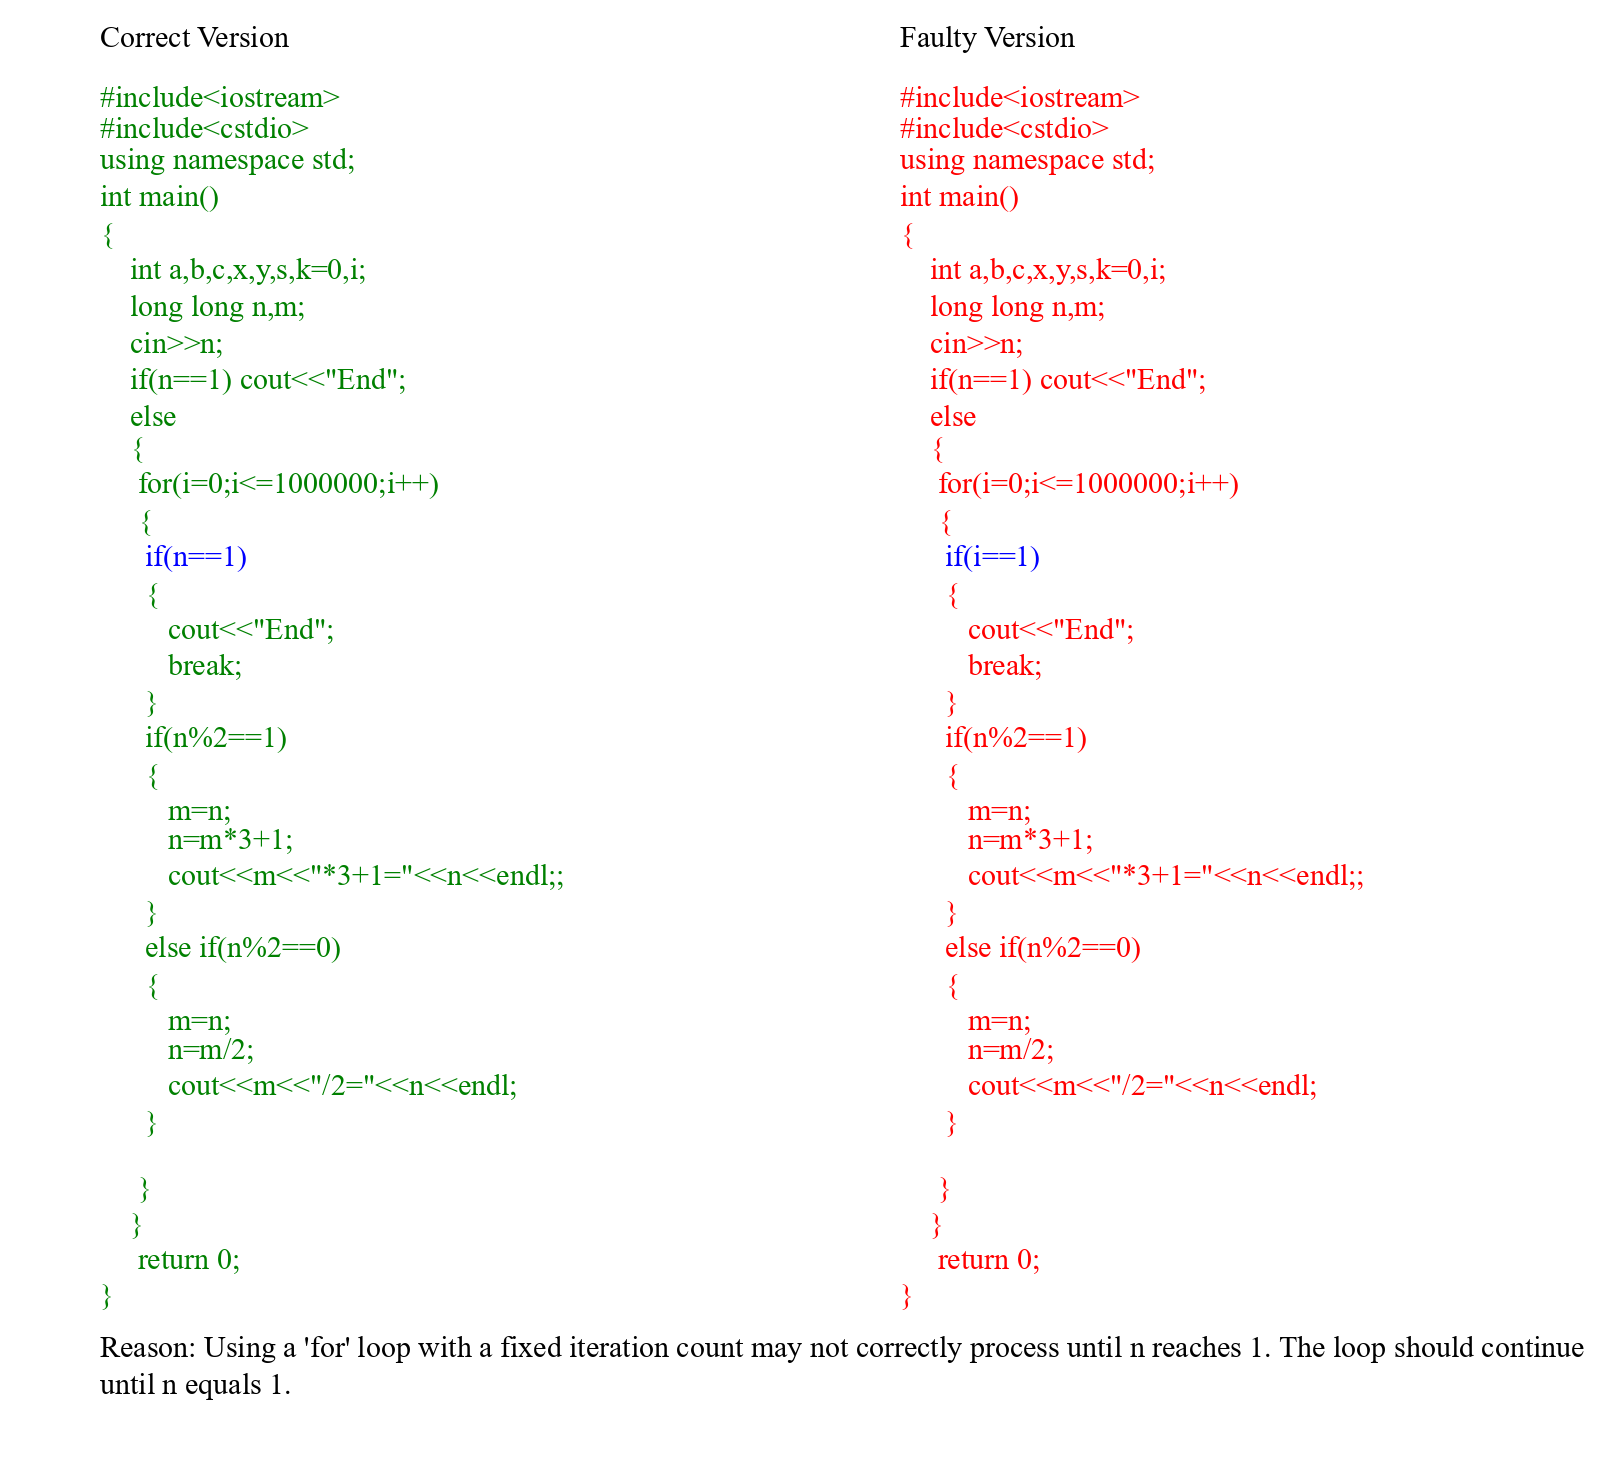 Correct Version
#include<iostream>
#include<cstdio>
using namespace std;
int main()
{
    int a,b,c,x,y,s,k=0,i;
    long long n,m;
    cin>>n;
    if(n==1) cout<<"End";
    else
    {
     for(i=0;i<=1000000;i++)
     {
      if(n==1)
      {
         cout<<"End";
         break;
      }
      if(n%2==1)
      {
         m=n;
         n=m*3+1;
         cout<<m<<"*3+1="<<n<<endl;;
      }
      else if(n%2==0)
      {
         m=n;
         n=m/2;
         cout<<m<<"/2="<<n<<endl;
      }
     }
    }
     return 0;
}
Faulty Version
#include<iostream>
#include<cstdio>
using namespace std;
int main()
{
    int a,b,c,x,y,s,k=0,i;
    long long n,m;
    cin>>n;
    if(n==1) cout<<"End";
    else
    {
     for(i=0;i<=1000000;i++)
     {
      if(i==1)
      {
         cout<<"End";
         break;
      }
      if(n%2==1)
      {
         m=n;
         n=m*3+1;
         cout<<m<<"*3+1="<<n<<endl;;
      }
      else if(n%2==0)
      {
         m=n;
         n=m/2;
         cout<<m<<"/2="<<n<<endl;
      }
     }
    }
     return 0;
}
Reason: Using a 'for' loop with a fixed iteration count may not correctly process until n reaches 1. The loop should continue
until n equals 1.